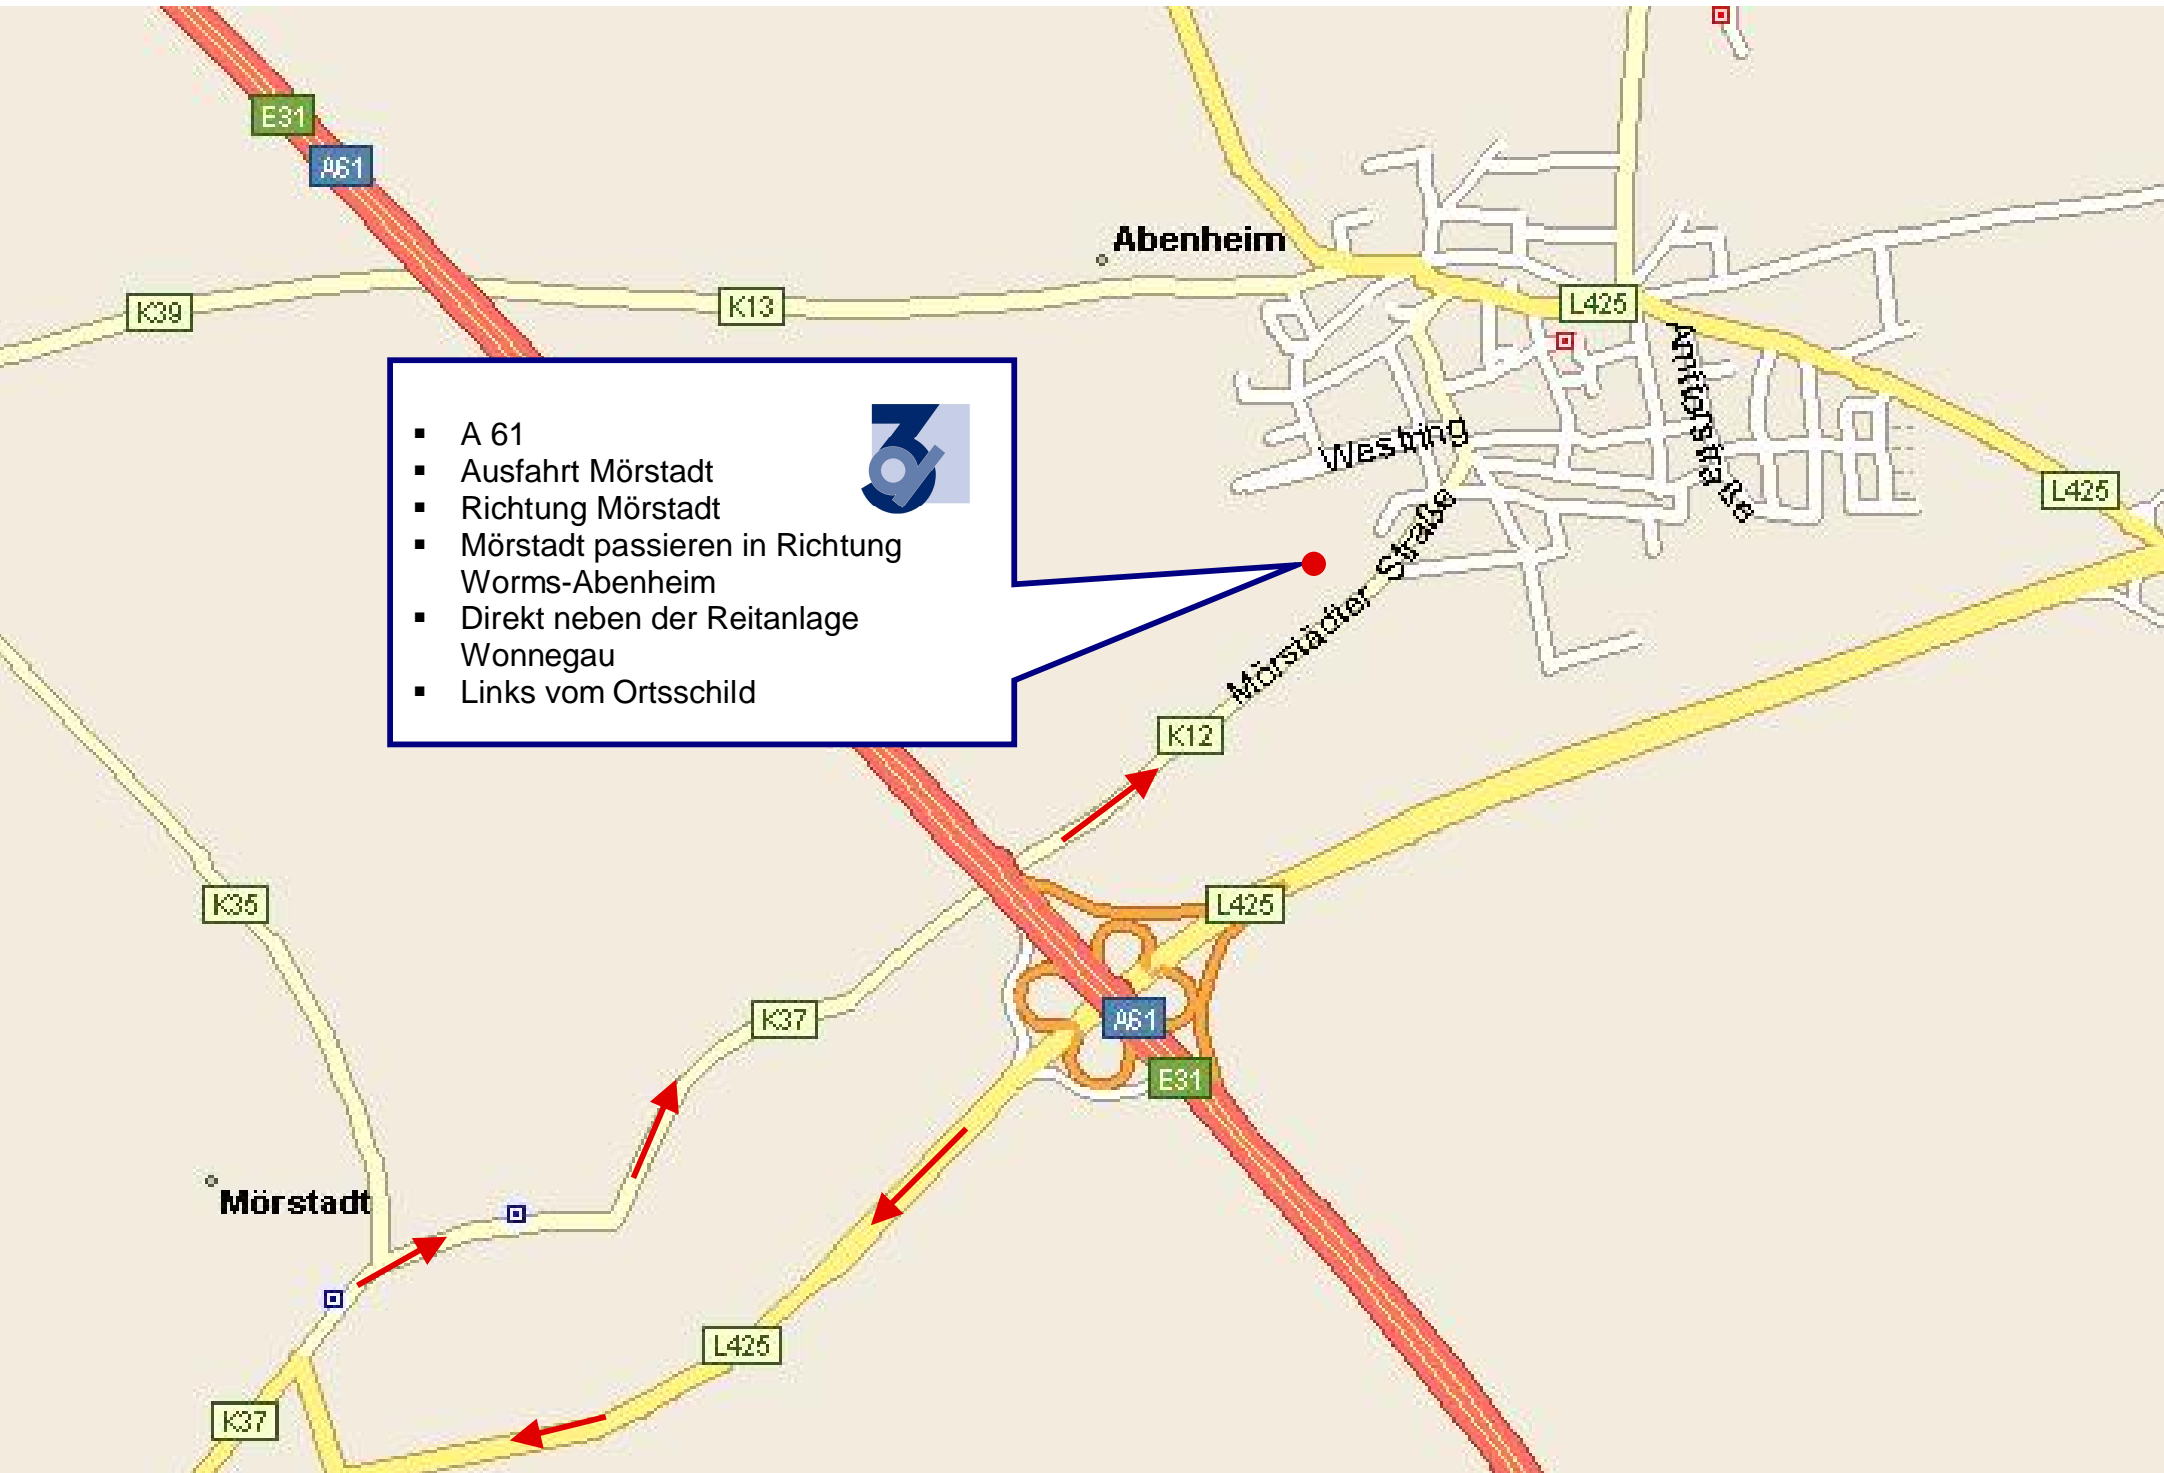 E31
A61
Abenheim
K39
K13
L425
▪ A 61
▪ Ausfahrt Mörstadt
▪ Richtung Mörstadt
▪ Mörstadt passieren in Richtung
Worms-Abenheim
▪ Direkt neben der Reitanlage
Wonnegau
▪ Links vom Ortsschild
3d
Westring
L425
Mörstädter Straße
K12
K35
L425
K37
A61
E31
Mörstadt
L425
K37